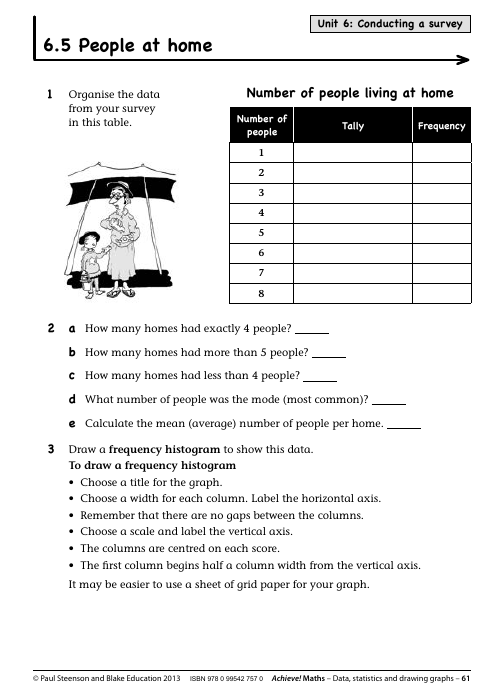 Unit 6: Conducting a survey
6.5 People at home
1 Organise the data
from your survey
in this table.
Number of people living at home
Number of
people
Tally
Frequency
1
2
3
4
5
6
7
8
2 a How many homes had exactly 4 people? ______
b How many homes had more than 5 people? ______
c How many homes had less than 4 people? ______
d What number of people was the mode (most common)? ______
e Calculate the mean (average) number of people per home. ______
3 Draw a frequency histogram to show this data.
To draw a frequency histogram
• Choose a title for the graph.
• Choose a width for each column. Label the horizontal axis.
• Remember that there are no gaps between the columns.
• Choose a scale and label the vertical axis.
• The columns are centred on each score.
• The first column begins half a column width from the vertical axis.
It may be easier to use a sheet of grid paper for your graph.
© Paul Steenson and Blake Education 2013 ISBN 978 0 99542 757 0 Achieve! Maths – Data, statistics and drawing graphs – 61